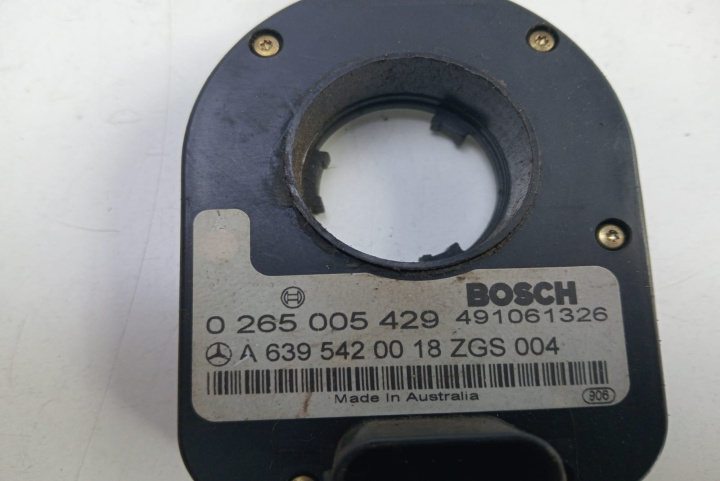 BOSCH
0 265 005 429 491061326
A 639 542 00 18 ZGS 004
Made In Australia
906